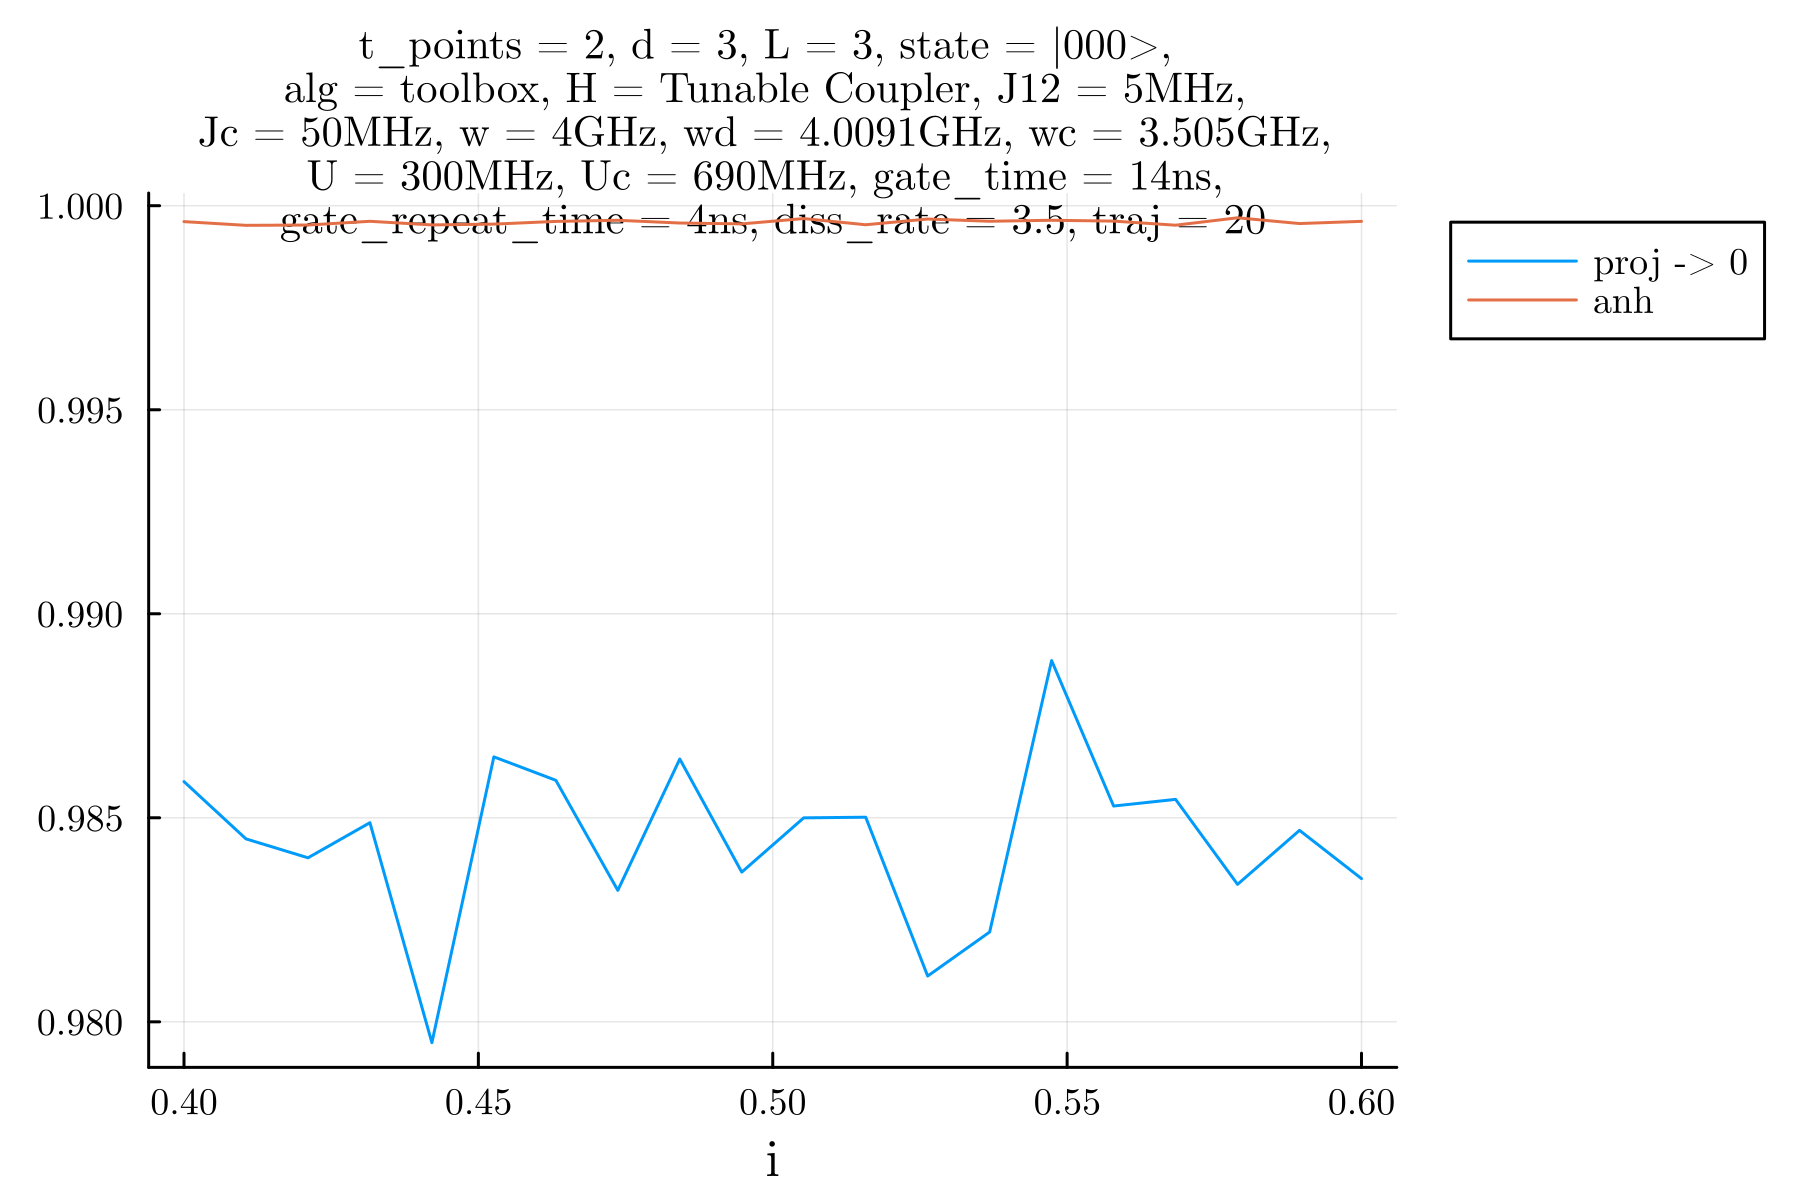 t_points = 2, d = 3, L = 3, state = |000>,
alg = toolbox, H = Tunable Coupler, J12 = 5MHz,
Jc = 50MHz, w = 4GHz, wd = 4.0091GHz, wc = 3.505GHz,
U = 300MHz, Uc = 690MHz, gate_time = 14ns,
gate_repeat_time = 4ns, diss_rate = 3.5, traj = 20
1.000
0.995
0.990
0.985
0.980
proj -> 0
anh
0.40 0.45 0.50 0.55 0.60
i